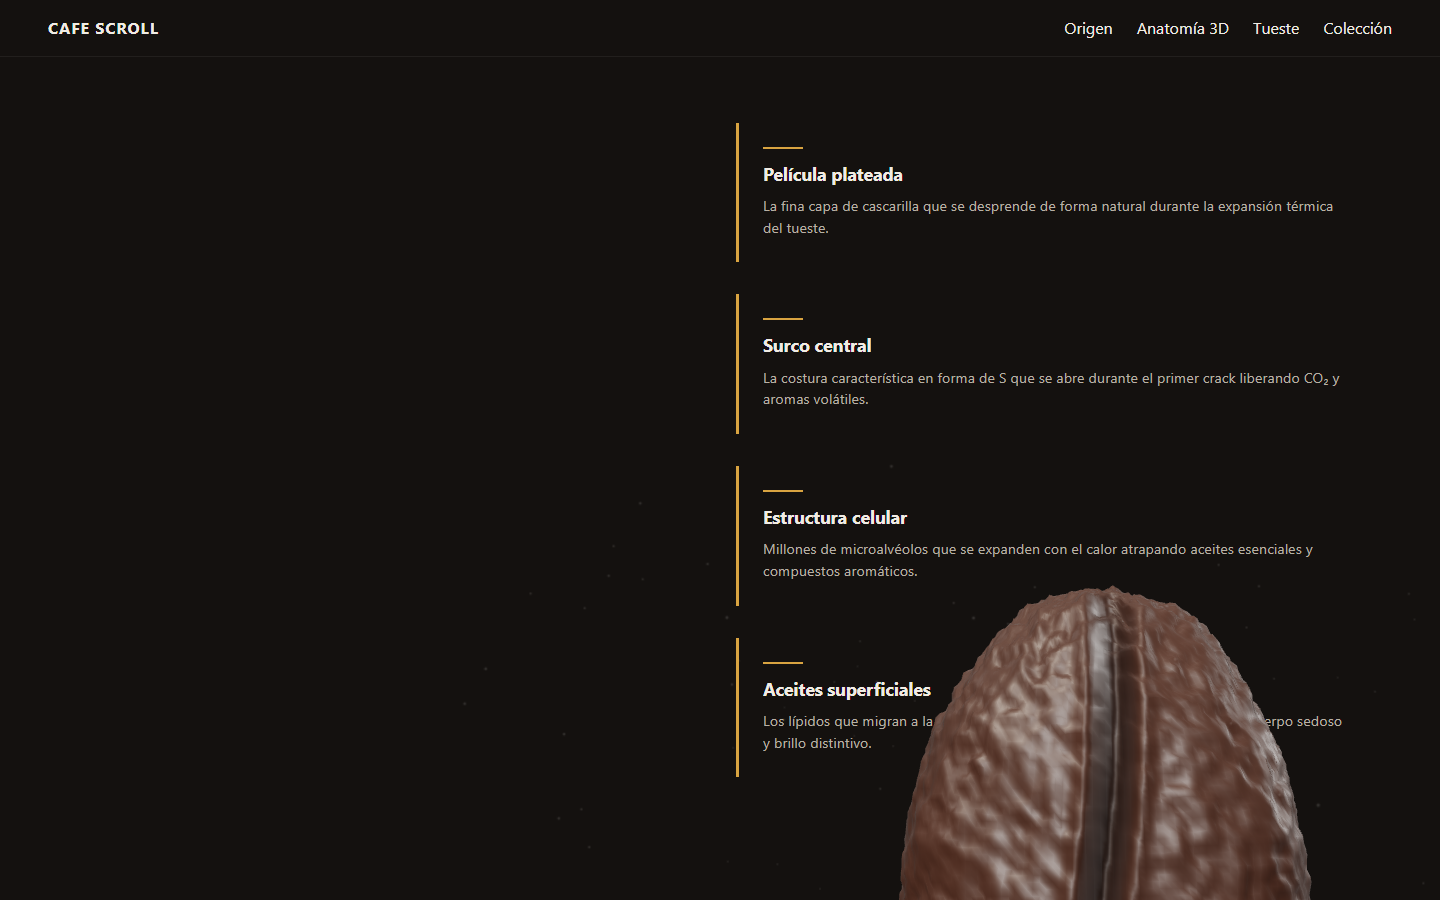 CAFE SCROLL
Origen
Anatomía 3D
Tueste
Colección
Película plateada
La fina capa de cascarilla que se desprende de forma natural durante la expansión térmica
del tueste.
Surco central
La costura característica en forma de S que se abre durante el primer crack liberando CO₂ y
aromas volátiles.
Estructura celular
Millones de microalvéolos que se expanden con el calor atrapando aceites esenciales y
compuestos aromáticos.
Aceites superficiales
Los lípidos que migran a la sedoso
y brillo distintivo.